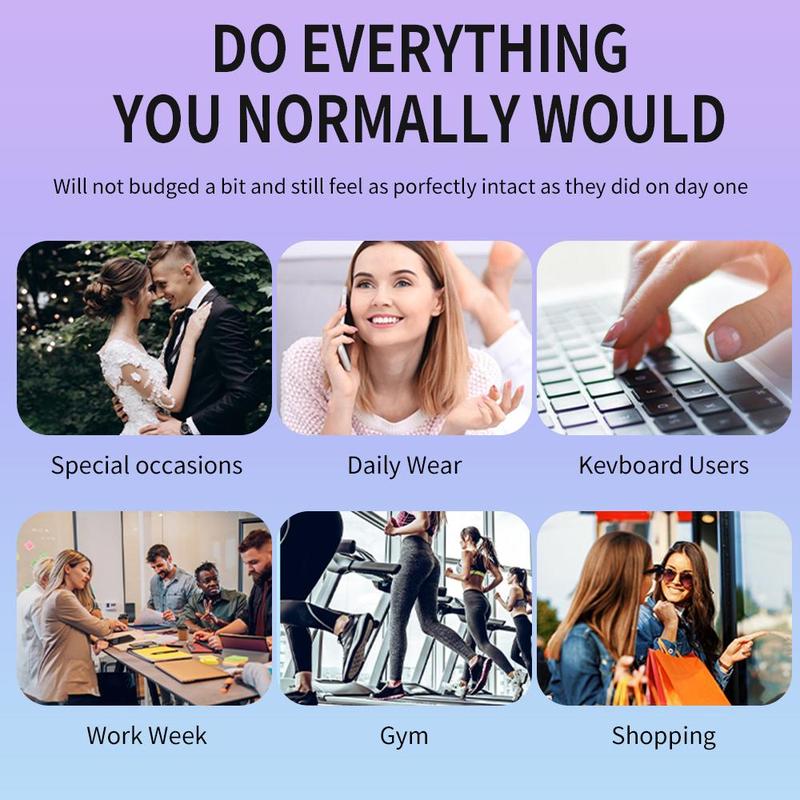 DO EVERYTHING
YOU NORMALLY WOULD
Will not budged a bit and still feel as porfectly intact as they did on day one
Special occasions
Daily Wear
Kevboard Users
Work Week
Gym
Shopping